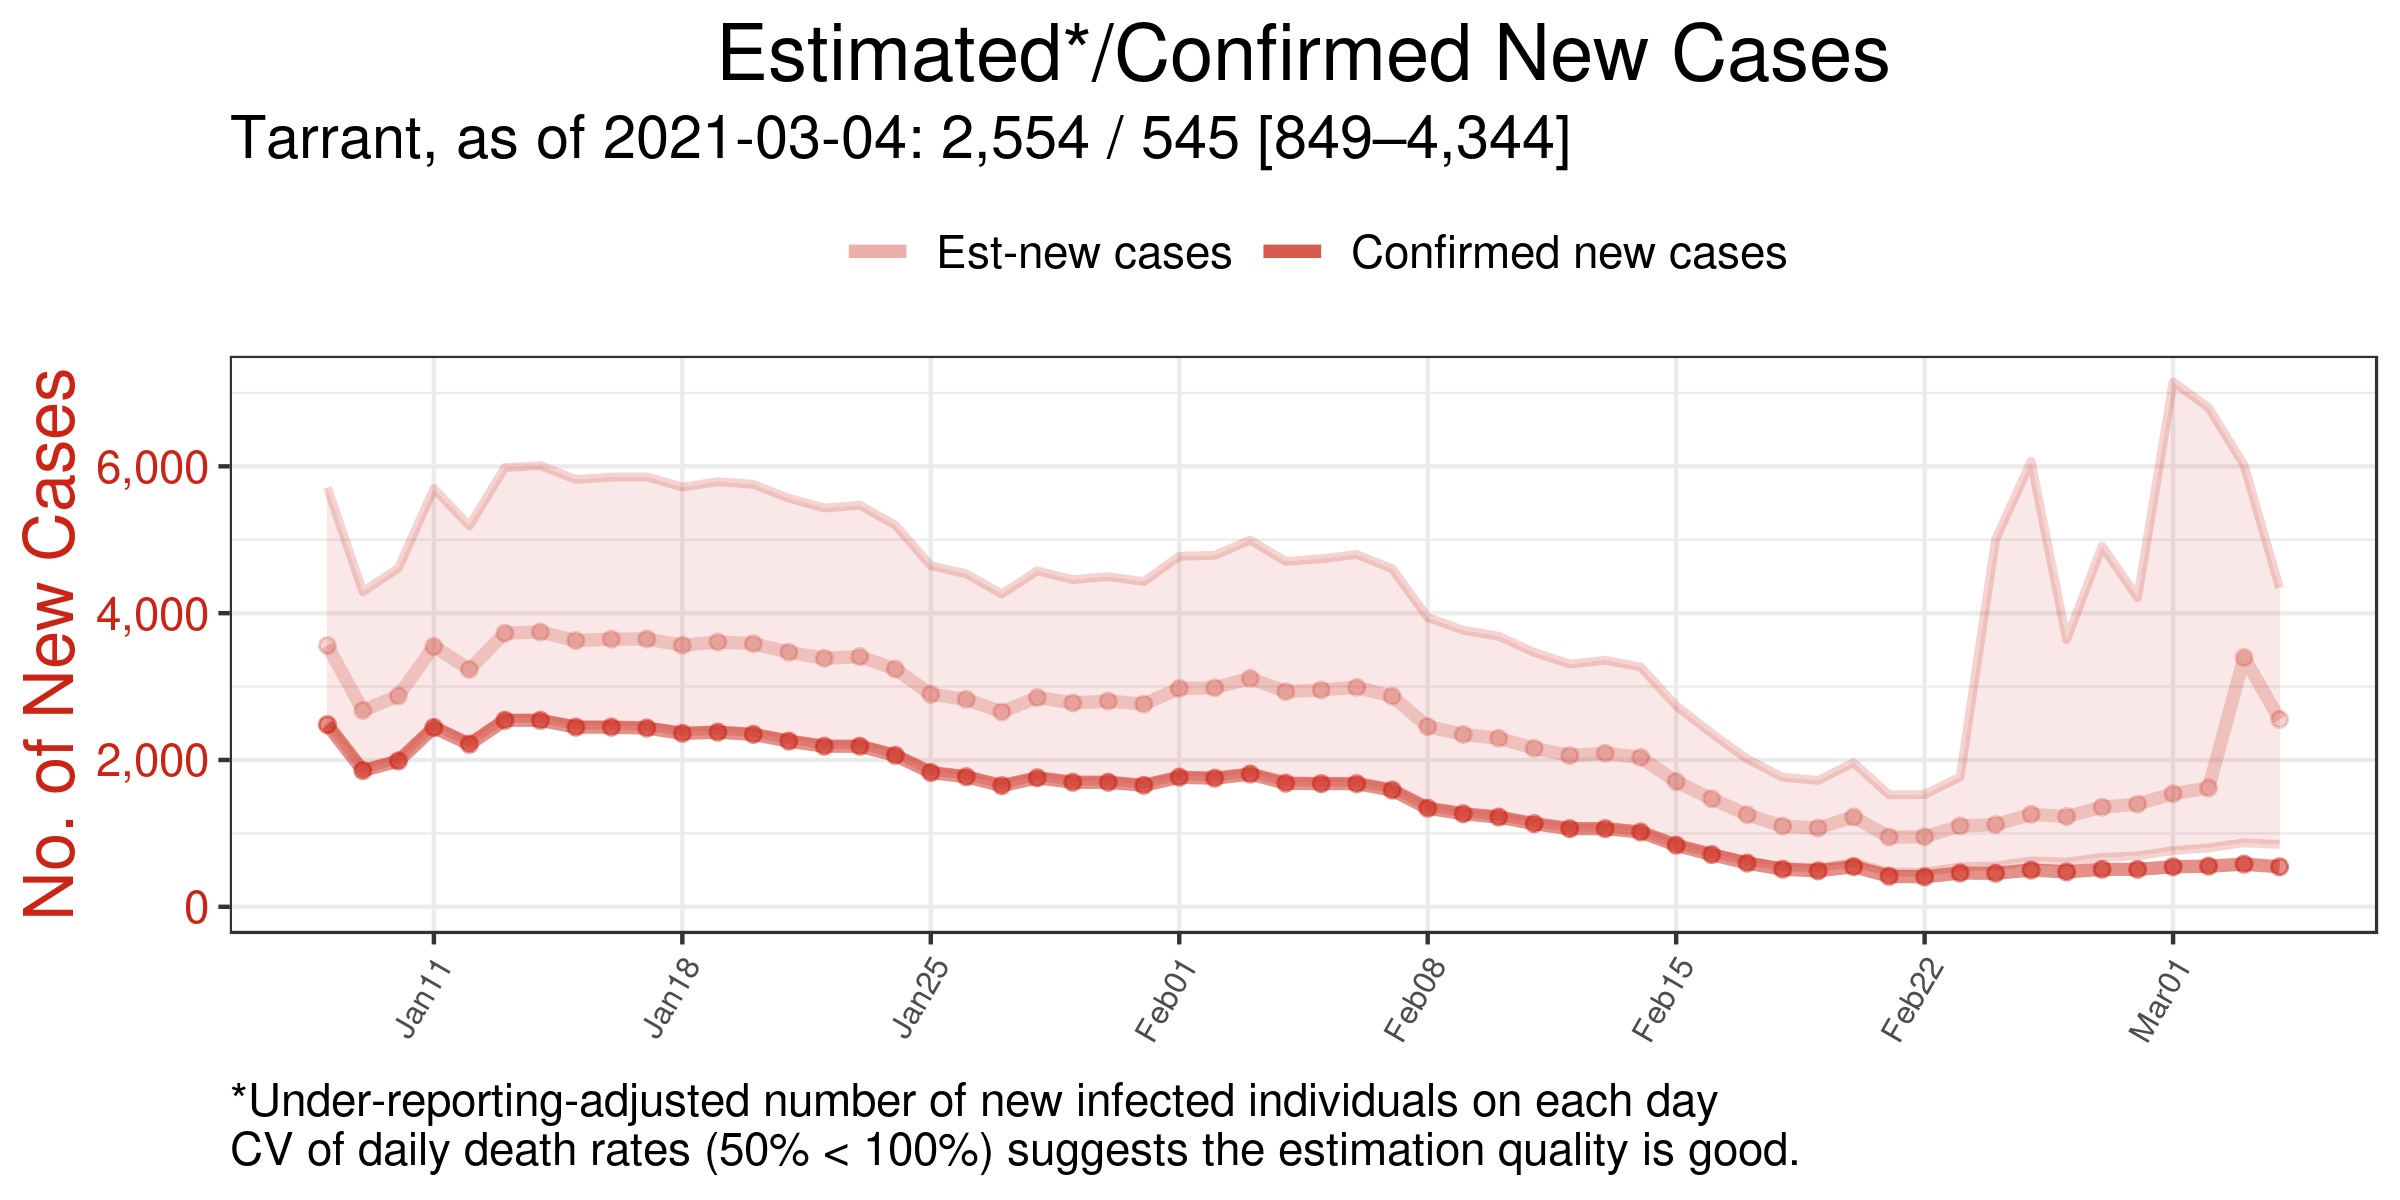 Estimated*/Confirmed New Cases
Tarrant, as of 2021-03-04: 2,554 / 545 [849–4,344]
Est-new cases
Confirmed new cases
No. of New Cases
6,000
4,000
2,000
0
Jan11
Jan18
Jan25
Feb01
Feb08
Feb15
Feb22
Mar01
*Under-reporting-adjusted number of new infected individuals on each day
CV of daily death rates (50% < 100%) suggests the estimation quality is good.